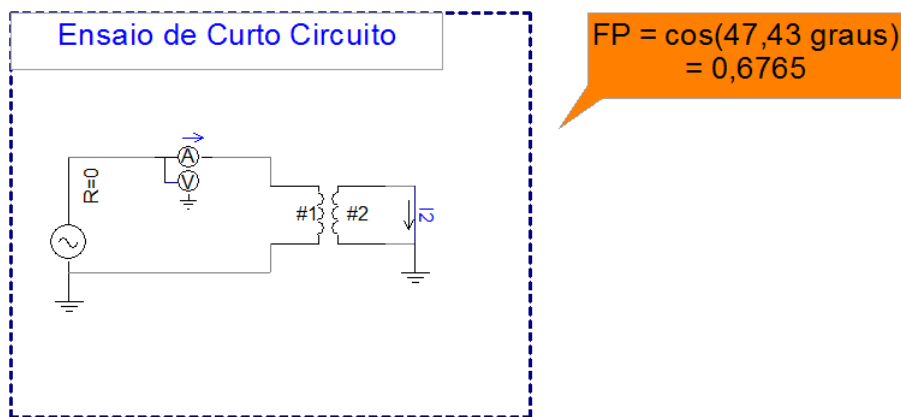 Ensaio de Curto Circuito
FP = cos(47,43 graus)
= 0,6765
R=0
A
V
#1
#2
I2